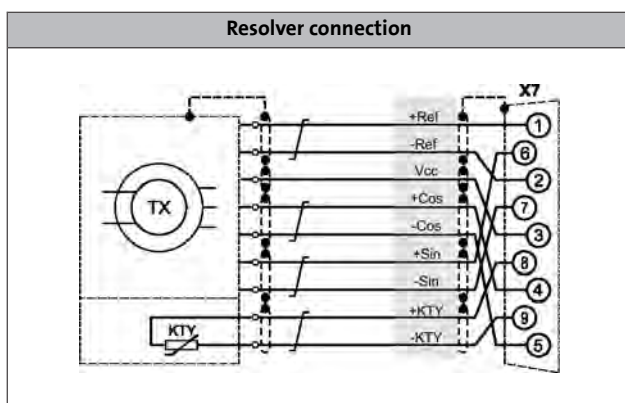 Resolver connection
X7
+Ref
1
6
-Ref
2
Vcc
7
+Cos
TX
3
-Cos
8
+Sin
4
-Sin
9
+KTY
KTY
5
-KTY